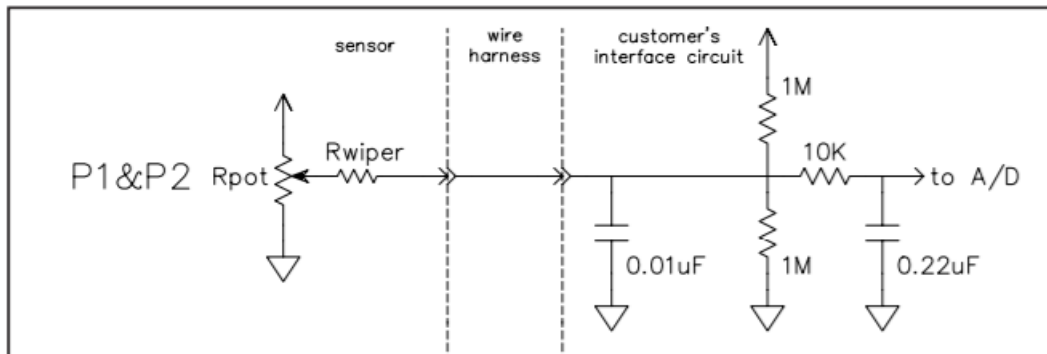 sensor
wire
harness
customer's
interface circuit
1M
Rwiper
10K
P1&P2 Rpot
to A/D
0.01uF
1M
0.22uF